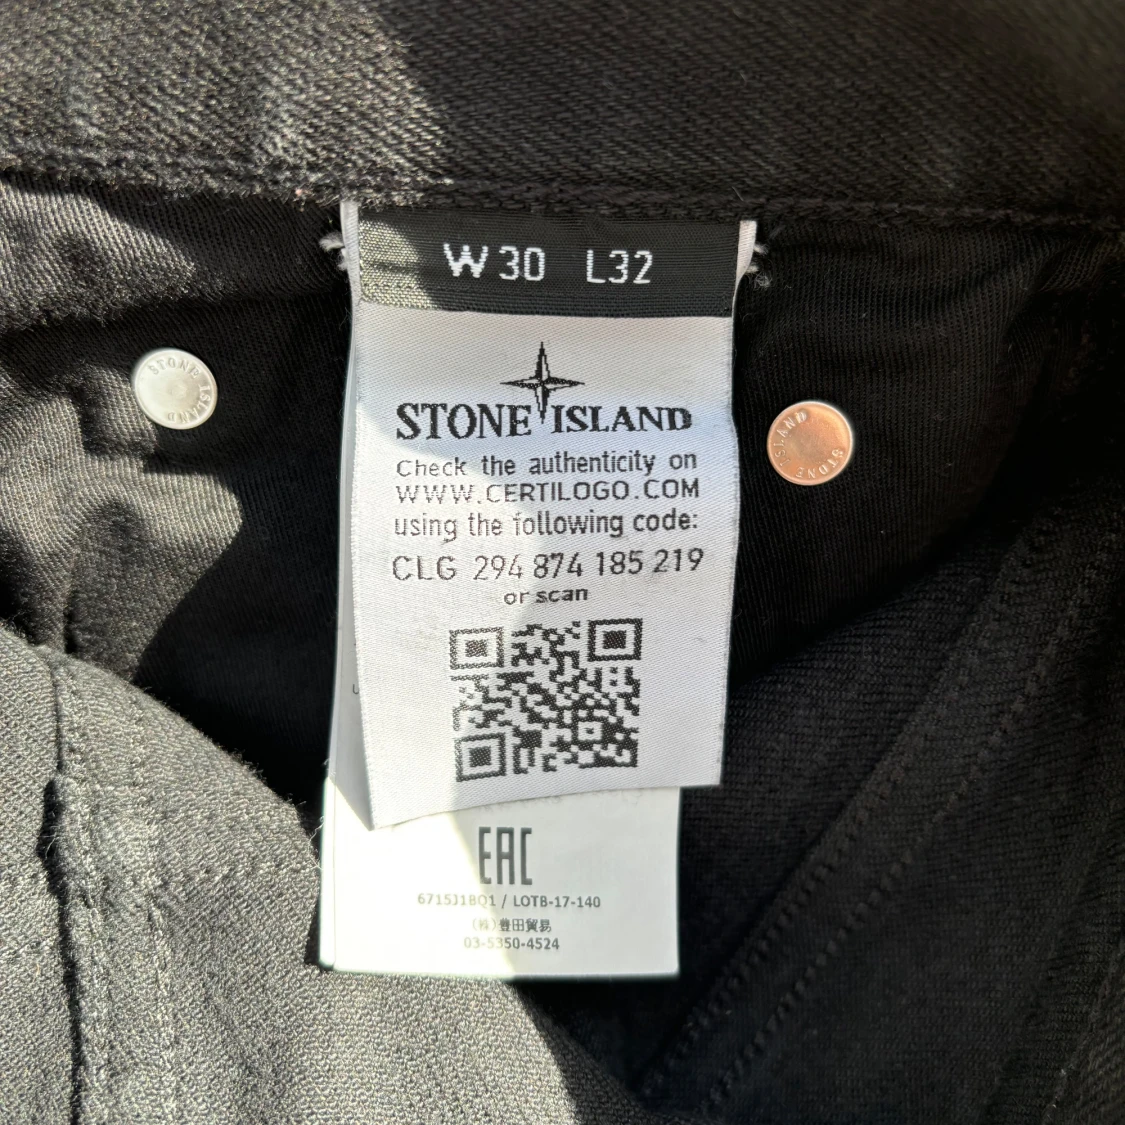 W30 L32
STONE ISLAND
Check the authenticity on
WWW.CERTILOGO.COM
using the following code:
CLG 294 874 185 219
or scan
STONE ISLAND
STONE ISLAND
EAC
6715J1BQ1 / LOTB-17-140
(株)豊田貿易
03-5350-4524